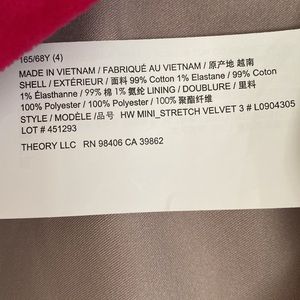 165/68Y (4)
MADE IN VIETNAM / FABRIQUÉ AU VIETNAM / 原产地 越南
SHELL / EXTÉRIEUR / 面料 99% Cotton 1% Elastane / 99% Coton
1% Élasthanne / 99% 棉 1% 氨纶 LINING / DOUBLURE / 里料
100% Polyester / 100% Polyester / 100% 聚酯纤维
STYLE / MODÈLE /品号: HW MINI_STRETCH VELVET 3 # L0904305
LOT # 451293
THEORY LLC RN 98406 CA 39862